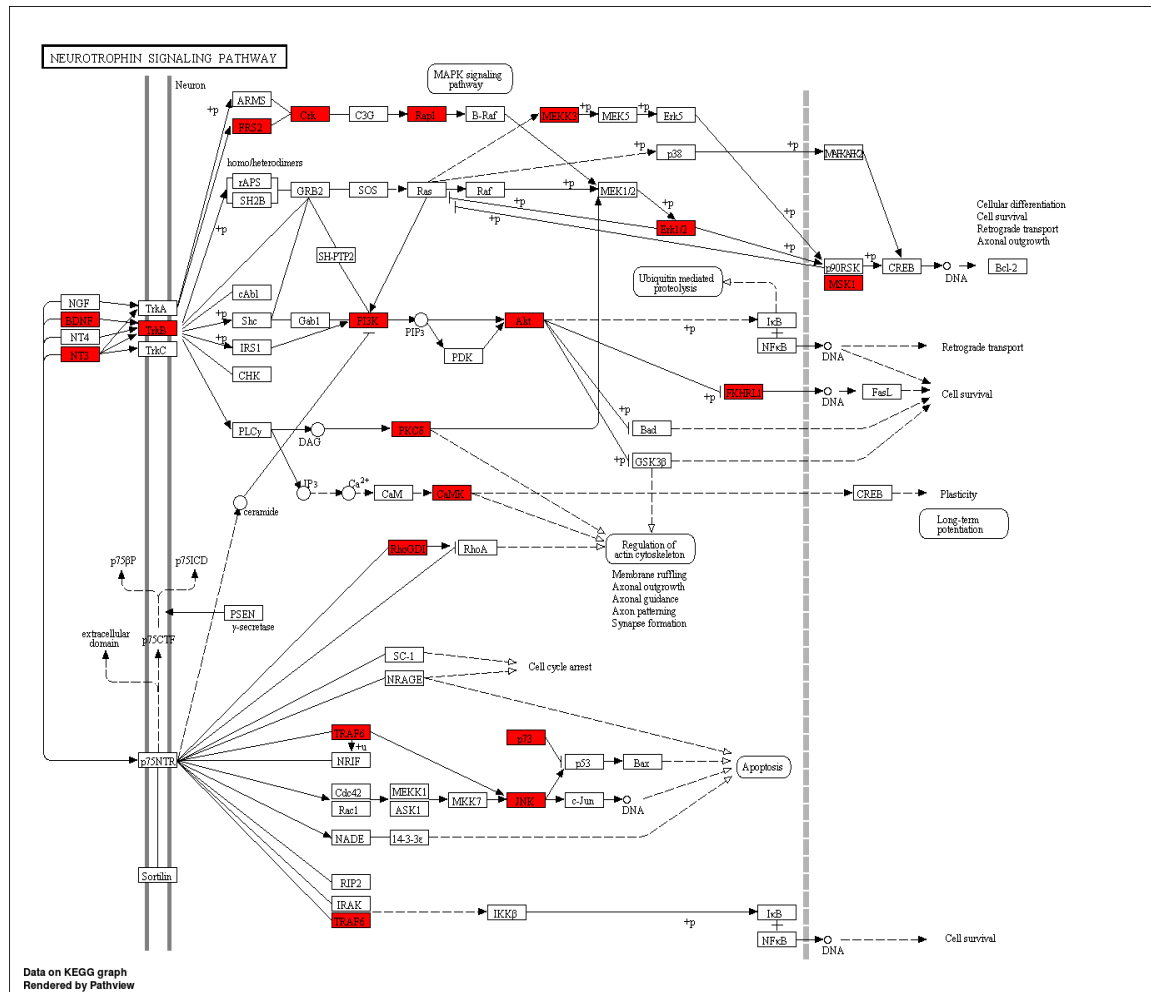 NEUROTROPHIN SIGNALING PATHWAY
Neuron
MAPK signaling
pathway
ARMS
+p
FRS2
Crk
C3G
Rap1
B-Raf
MEKK3
+p
MEK5
+p
Erk5
homo/heterodimers
p38
+p
MAPKAPK2
+p
rAPS
SH2B
GRB2
SOS
Ras
Raf
+p
MEK1/2
+p
+p
+p
Erk1/2
+p
+p
Cellular differentiation
Cell survival
Retrograde transport
Axonal outgrowth
SH-PTP2
p90RSK
MSK1
+p
CREB
DNA
Bcl-2
Ubiquitin mediated
proteolysis
NGF
BDNF
NT4
NT3
TrkA
TrkB
TrkC
cAbl
+p
Shc
Gab1
+p
IRS1
CHK
PI3K
PIP3
PDK
Akt
+p
IκB
NFκB
DNA
Retrograde transport
FKHRL1
+p
DNA
FasL
Cell survival
+p
Bad
+p
GSK3β
PLCγ
DAG
PKCδ
IP3
Ca2+
CaM
CaMK
CREB
Plasticity
Long-term
potentiation
ceramide
RhoGDI
RhoA
Regulation of
actin cytoskeleton
Membrane ruffling
Axonal outgrowth
Axonal guidance
Axon patterning
Synapse formation
p75βP
p75ICD
PSEN
γ-secretase
extracellular
domain
p75CTF
SC-1
NRAGE
Cell cycle arrest
TRAF6
+u
NRIF
p73
p53
Bax
Apoptosis
p75NTR
Cdc42
Rac1
MEKK1
ASK1
MKK7
JNK
c-Jun
DNA
NADE
14-3-3ε
Sortilin
RIP2
IRAK
TRAF6
IKKβ
+p
IκB
NFκB
DNA
Cell survival
Data on KEGG graph
Rendered by Pathview